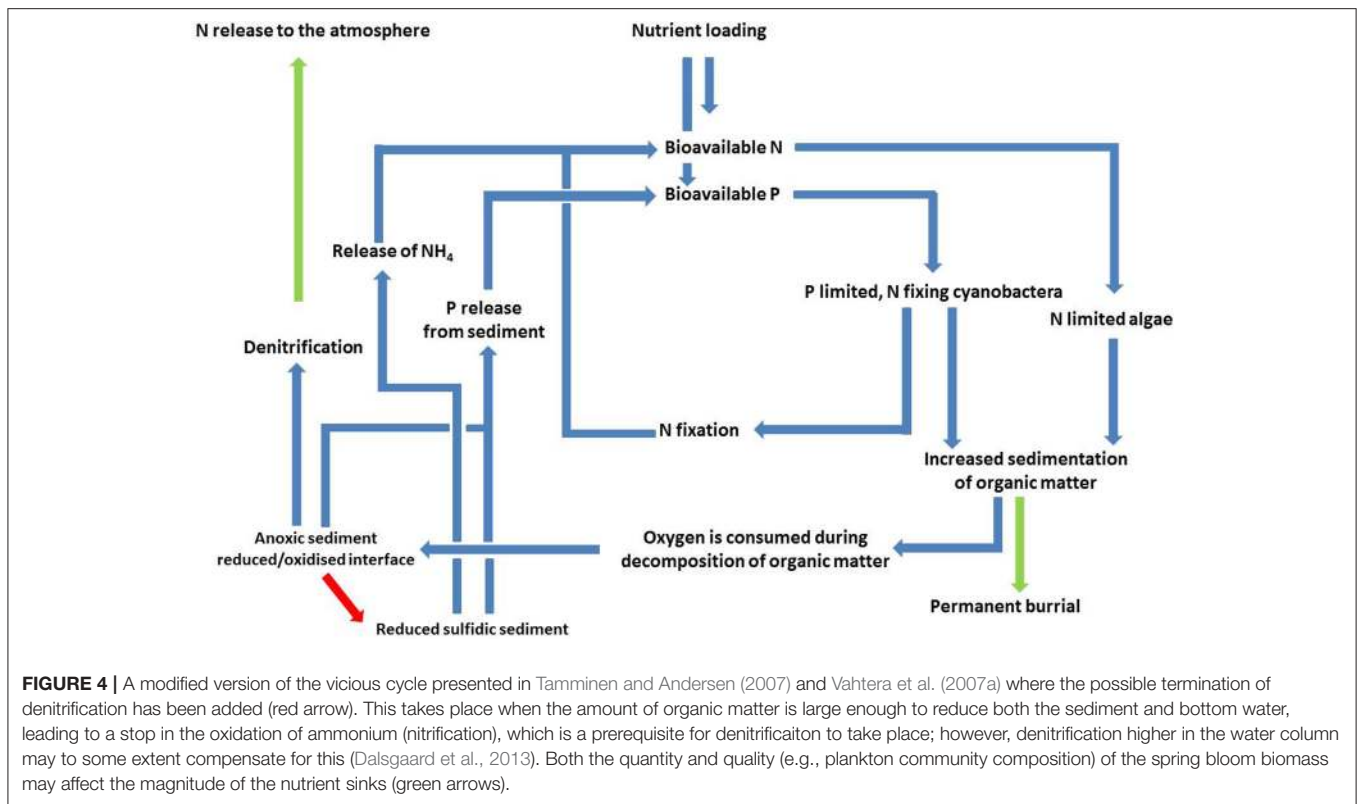 N release to the atmosphere
Nutrient loading
Bioavailable N
Bioavailable P
Release of NH₄
P release
from sediment
P limited, N fixing cyanobactera
N limited algae
Denitrification
N fixation
Increased sedimentation
of organic matter
Anoxic sediment
reduced/oxidised interface
Oxygen is consumed during
decomposition of organic matter
Permanent burrial
Reduced sulfidic sediment
FIGURE 4 | A modified version of the vicious cycle presented in Tamminen and Andersen (2007) and Vahtera et al. (2007a) where the possible termination of
denitrification has been added (red arrow). This takes place when the amount of organic matter is large enough to reduce both the sediment and bottom water,
leading to a stop in the oxidation of ammonium (nitrification), which is a prerequisite for denitrificaiton to take place; however, denitrification higher in the water column
may to some extent compensate for this (Dalsgaard et al., 2013). Both the quantity and quality (e.g., plankton community composition) of the spring bloom biomass
may affect the magnitude of the nutrient sinks (green arrows).